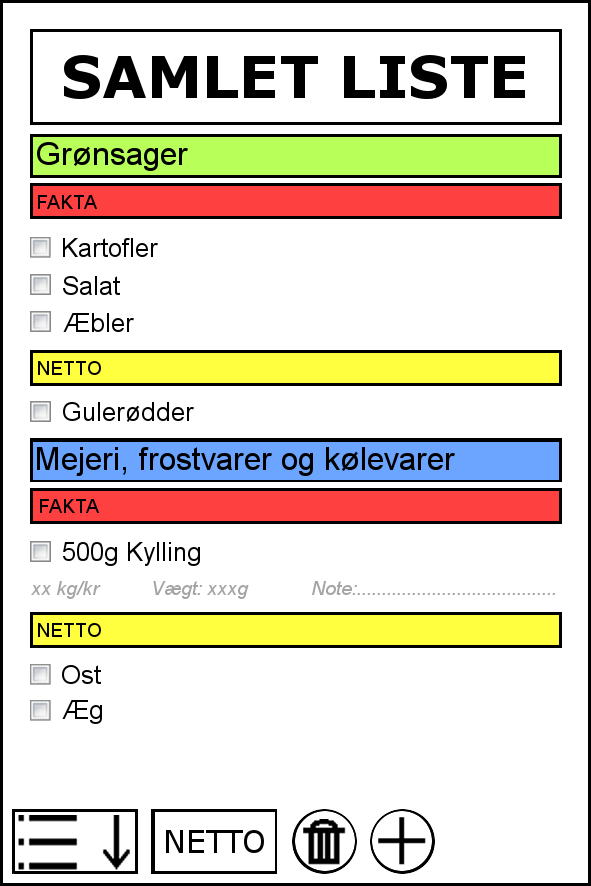 SAMLET LISTE
Grønsager
FAKTA
Kartofler
Salat
Æbler
NETTO
Gulerødder
Mejeri, frostvarer og kølevarer
FAKTA
500g Kylling
xx kg/kr Vægt: xxxg Note:........................................
NETTO
Ost
Æg
NETTO